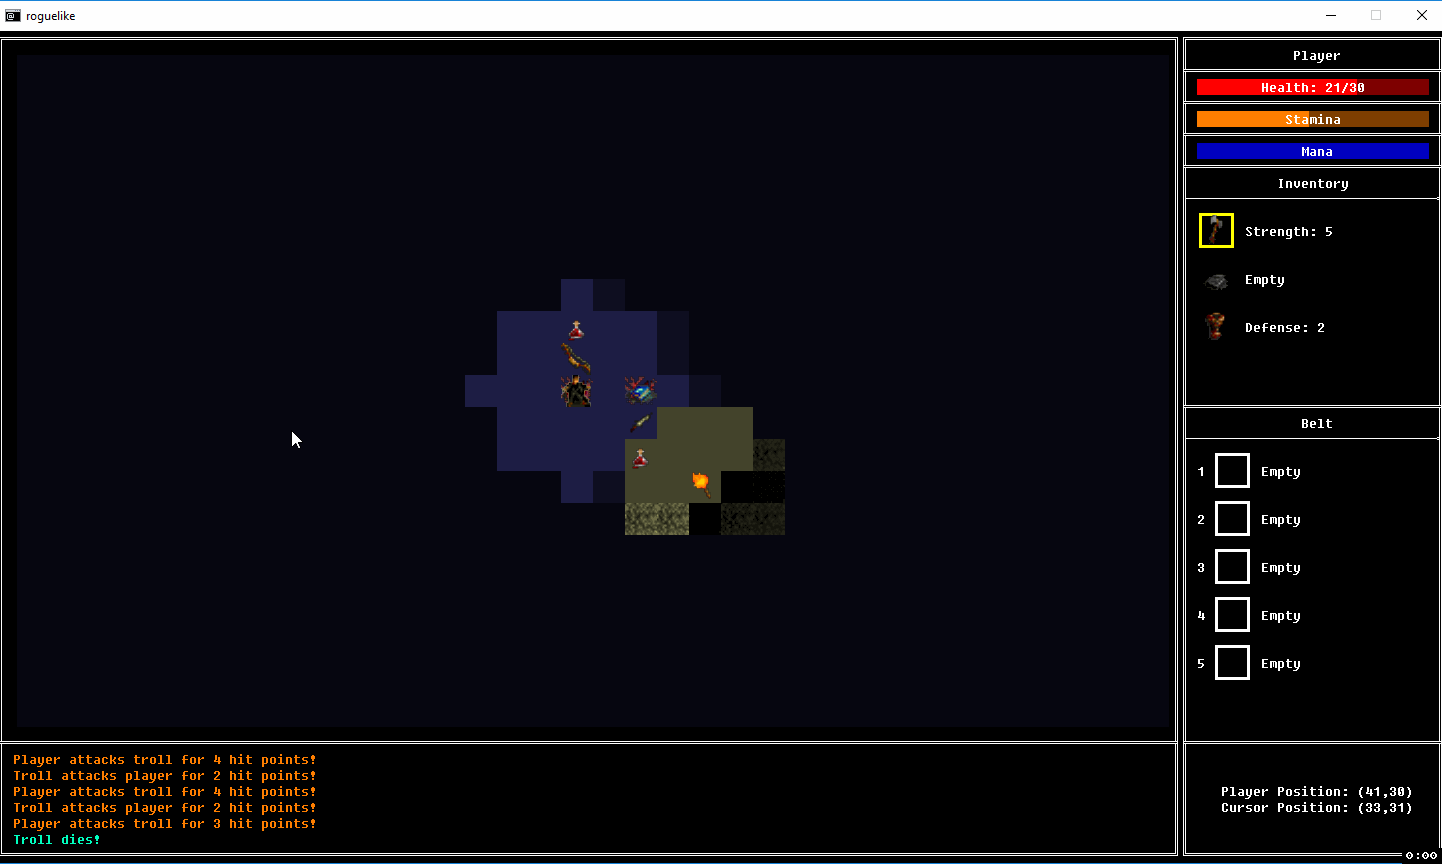 roguelike
Player
Health: 21/30
Stamina
Mana
Inventory
Strength: 5
Empty
Defense: 2
Belt
1 Empty
2 Empty
3 Empty
4 Empty
5 Empty
Player attacks troll for 4 hit points!
Troll attacks player for 2 hit points!
Player attacks troll for 4 hit points!
Troll attacks player for 2 hit points!
Player attacks troll for 3 hit points!
Troll dies!
Player Position: (41,30)
Cursor Position: (33,31)
0:00